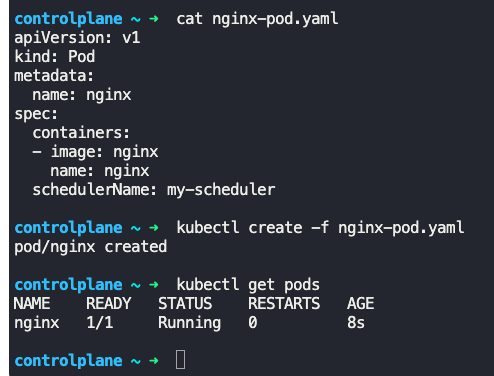 controlplane ~ ➜ cat nginx-pod.yaml
apiVersion: v1
kind: Pod
metadata:
  name: nginx
spec:
  containers:
  - image: nginx
    name: nginx
  schedulerName: my-scheduler

controlplane ~ ➜ kubectl create -f nginx-pod.yaml
pod/nginx created

controlplane ~ ➜ kubectl get pods
NAME    READY   STATUS    RESTARTS   AGE
nginx   1/1     Running   0          8s

controlplane ~ ➜